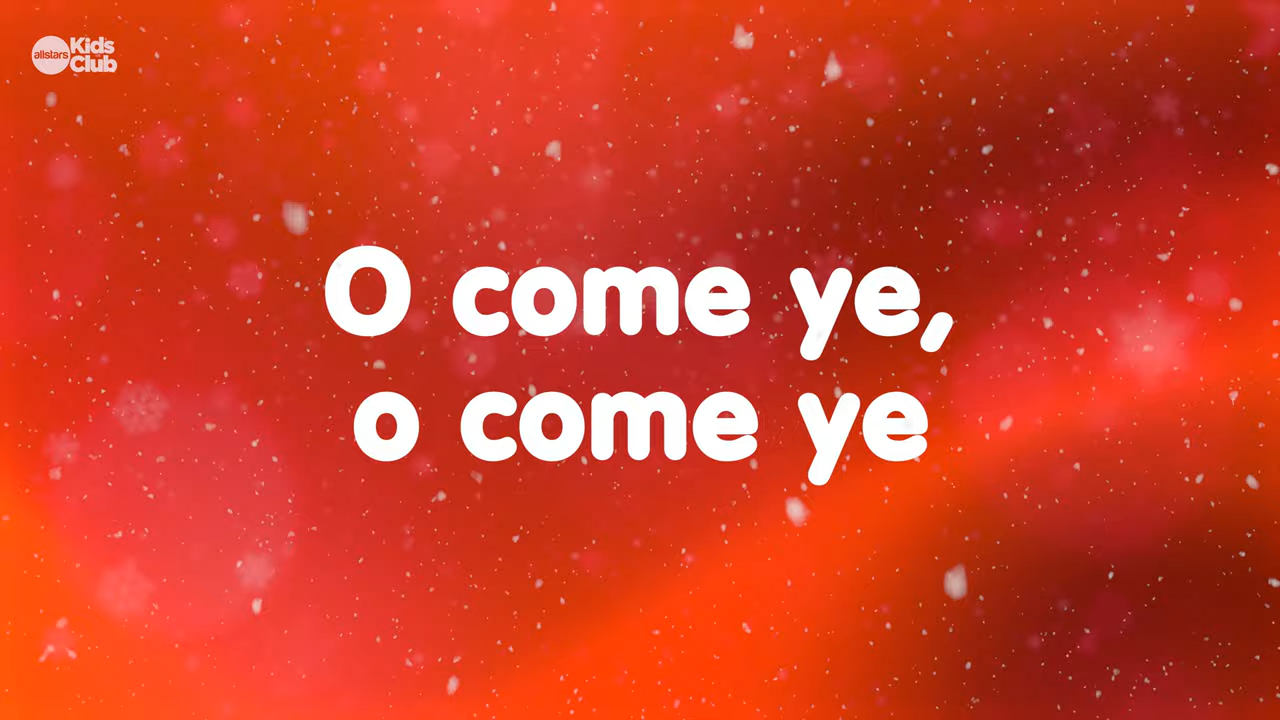 allstars
Kids
Club
O come ye,
o come ye